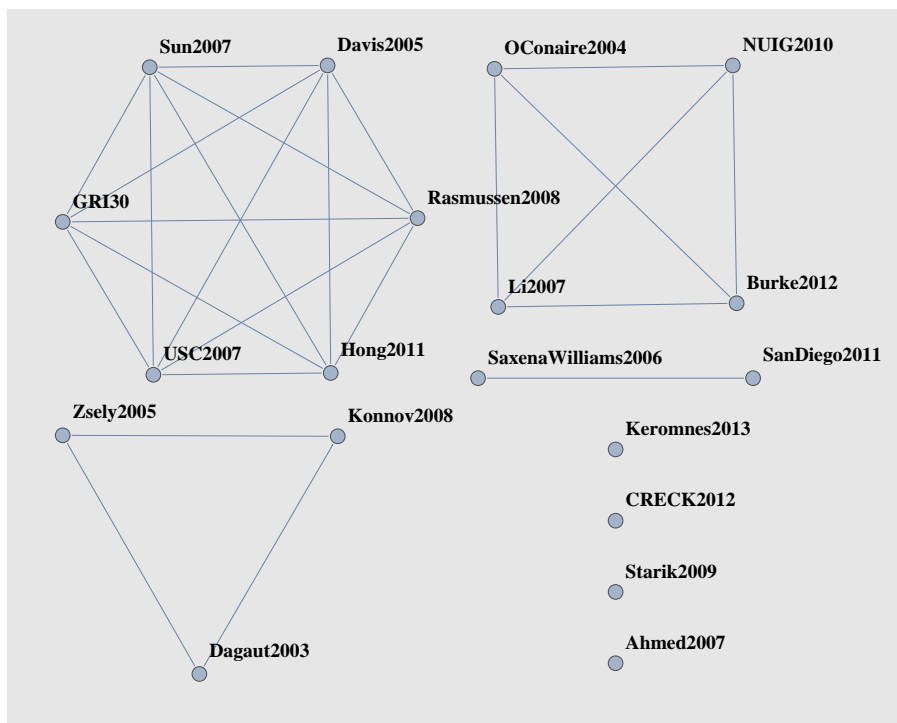 Sun2007
Davis2005
GRI30
Rasmussen2008
USC2007
Hong2011
OConaire2004
NUIG2010
Li2007
Burke2012
SaxenaWilliams2006
SanDiego2011
Zsely2005
Konnov2008
Dagaut2003
Keromnes2013
CRECK2012
Starik2009
Ahmed2007